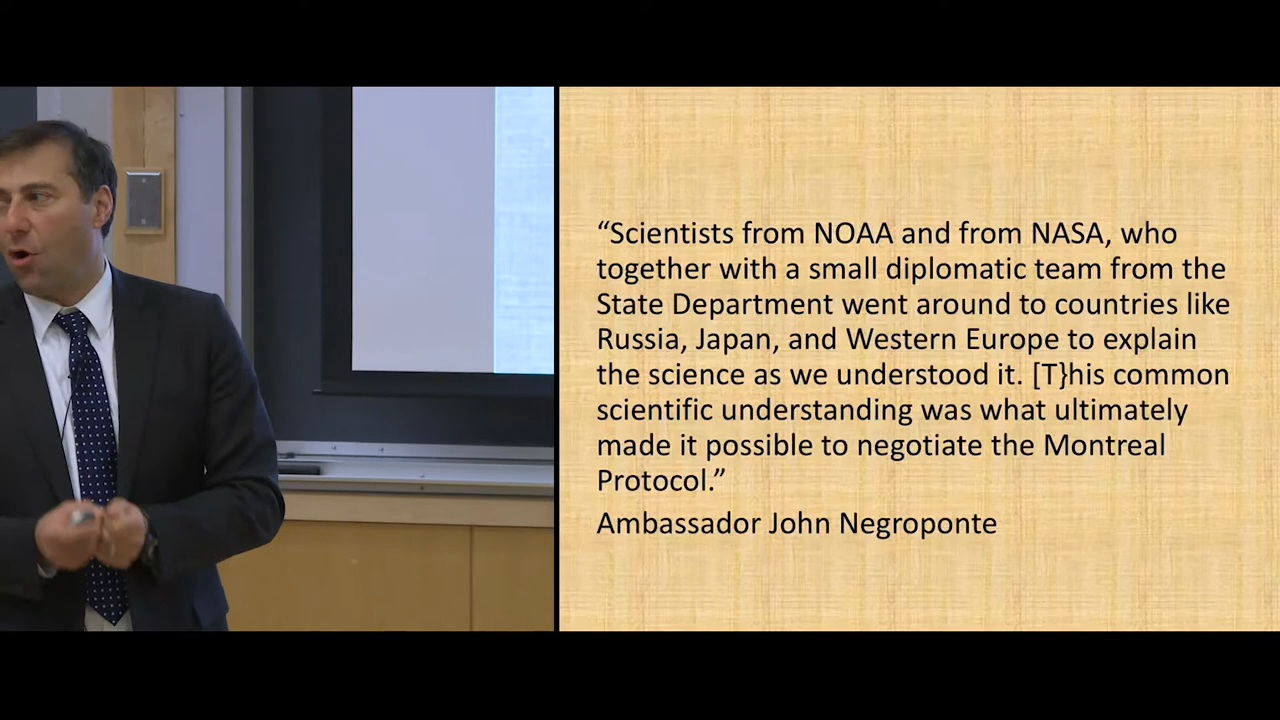 “Scientists from NOAA and from NASA, who
together with a small diplomatic team from the
State Department went around to countries like
Russia, Japan, and Western Europe to explain
the science as we understood it. [T}his common
scientific understanding was what ultimately
made it possible to negotiate the Montreal
Protocol.”
Ambassador John Negroponte